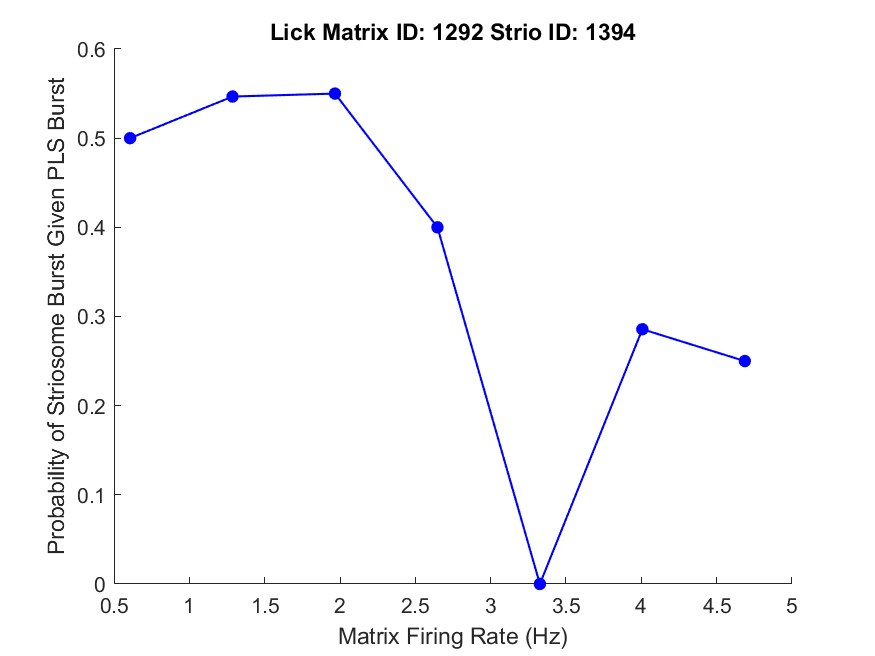 Lick Matrix ID: 1292 Strio ID: 1394
Probability of Striosome Burst Given PLS Burst
0.6
0.5
0.4
0.3
0.2
0.1
0
0.5 1 1.5 2 2.5 3 3.5 4 4.5 5
Matrix Firing Rate (Hz)